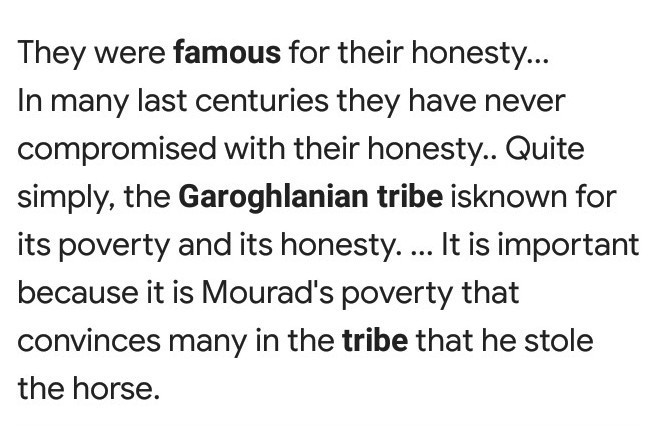 They were famous for their honesty...
In many last centuries they have never
compromised with their honesty.. Quite
simply, the Garoghlanian tribe isknown for
its poverty and its honesty. ... It is important
because it is Mourad's poverty that
convinces many in the tribe that he stole
the horse.